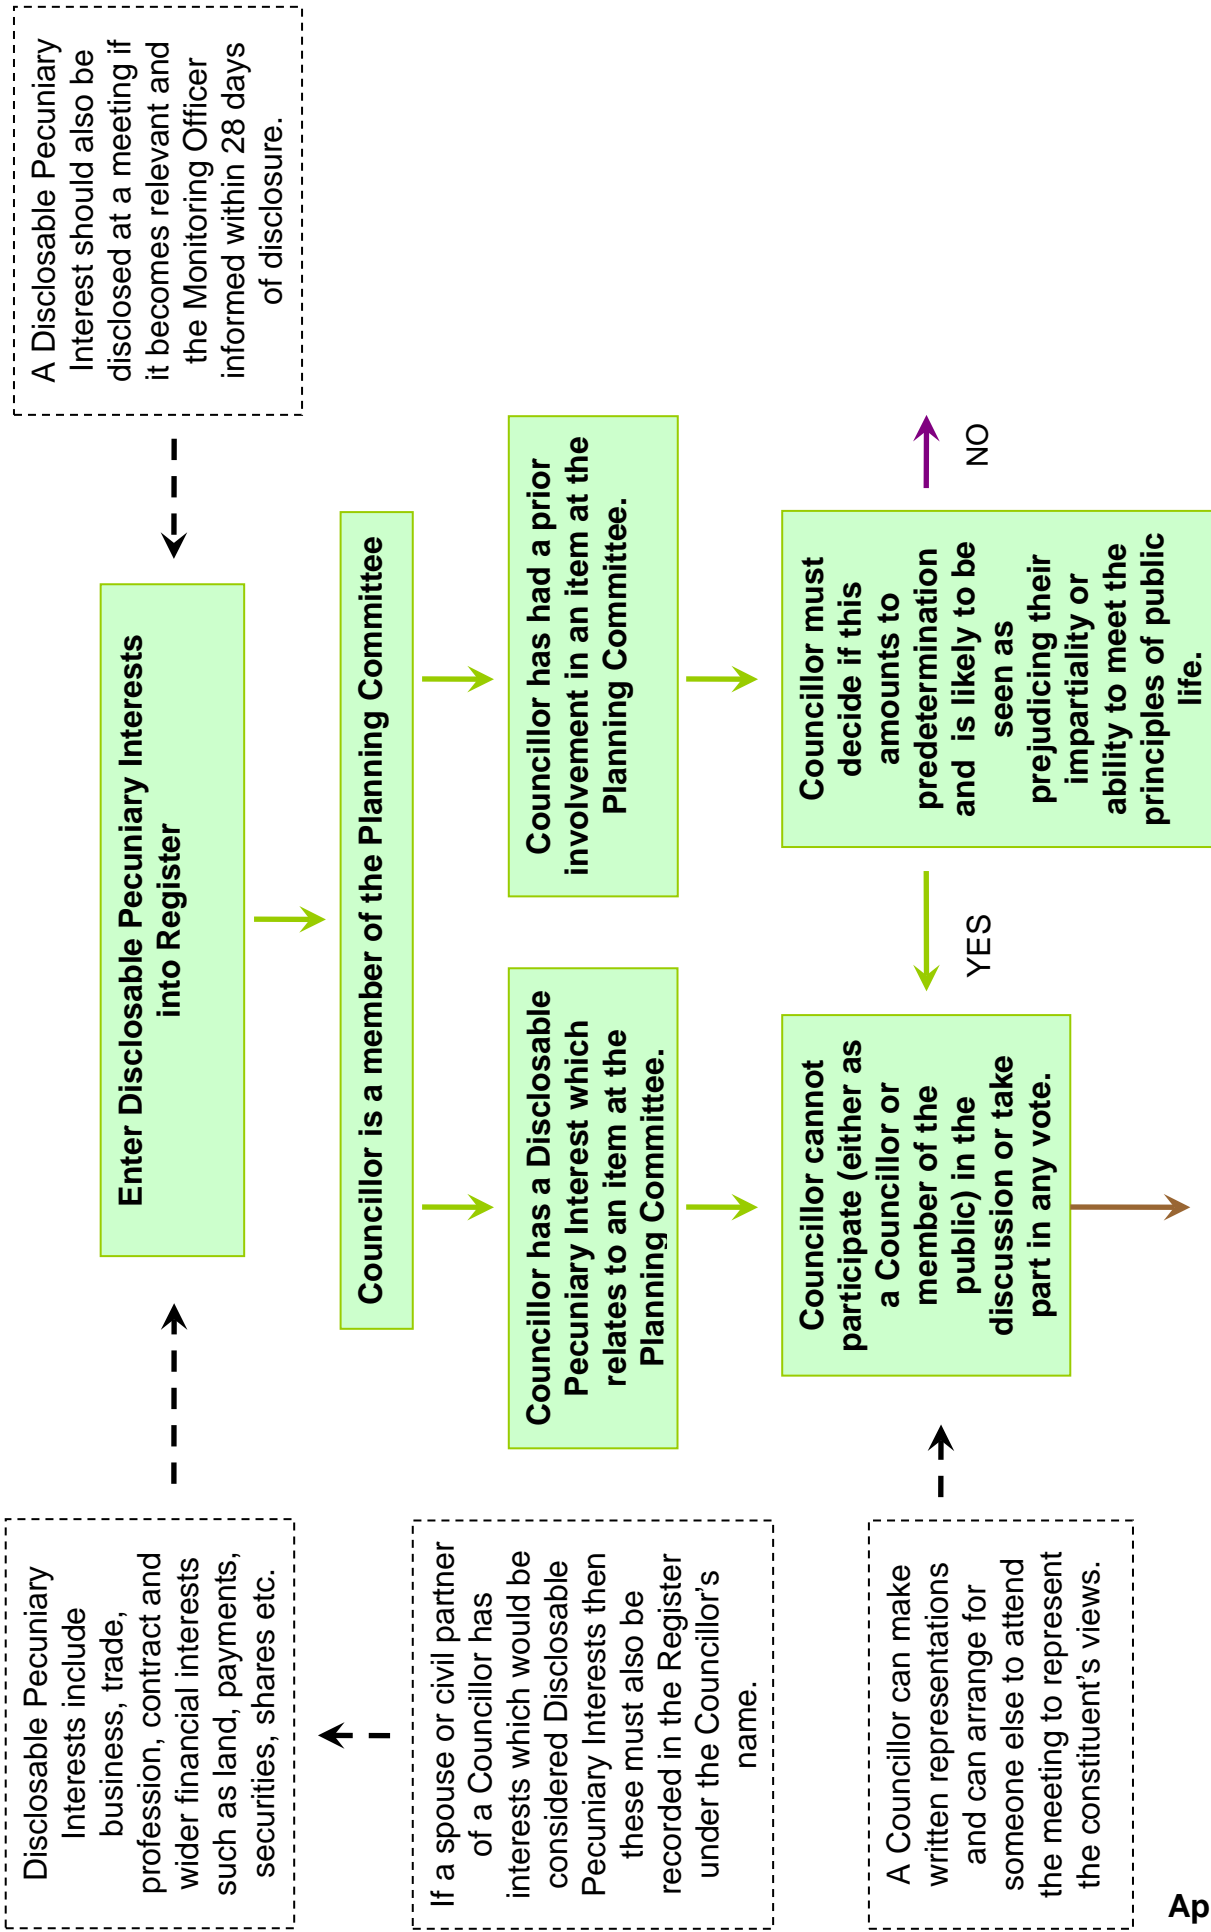 Disclosable Pecuniary
Interests include
business, trade,
profession, contract and
wider financial interests
such as land, payments,
securities, shares etc.
Enter Disclosable Pecuniary Interests
into Register
A Disclosable Pecuniary
Interest should also be
disclosed at a meeting if
it becomes relevant and
the Monitoring Officer
informed within 28 days
of disclosure.
If a spouse or civil partner
of a Councillor has
interests which would be
considered Disclosable
Pecuniary Interests then
these must also be
recorded in the Register
under the Councillor's
name.
Councillor is a member of the Planning Committee
Councillor has a Disclosable
Pecuniary Interest which
relates to an item at the
Planning Committee.
Councillor has had a prior
involvement in an item at the
Planning Committee.
A Councillor can make
written representations
and can arrange for
someone else to attend
the meeting to represent
the constituent's views.
Councillor cannot
participate (either as
a Councillor or
member of the
public) in the
discussion or take
part in any vote.
YES
Councillor must
decide if this
amounts to
predetermination
and is likely to be
seen as
prejudicing their
impartiality or
ability to meet the
principles of public
life.
NO
Ap